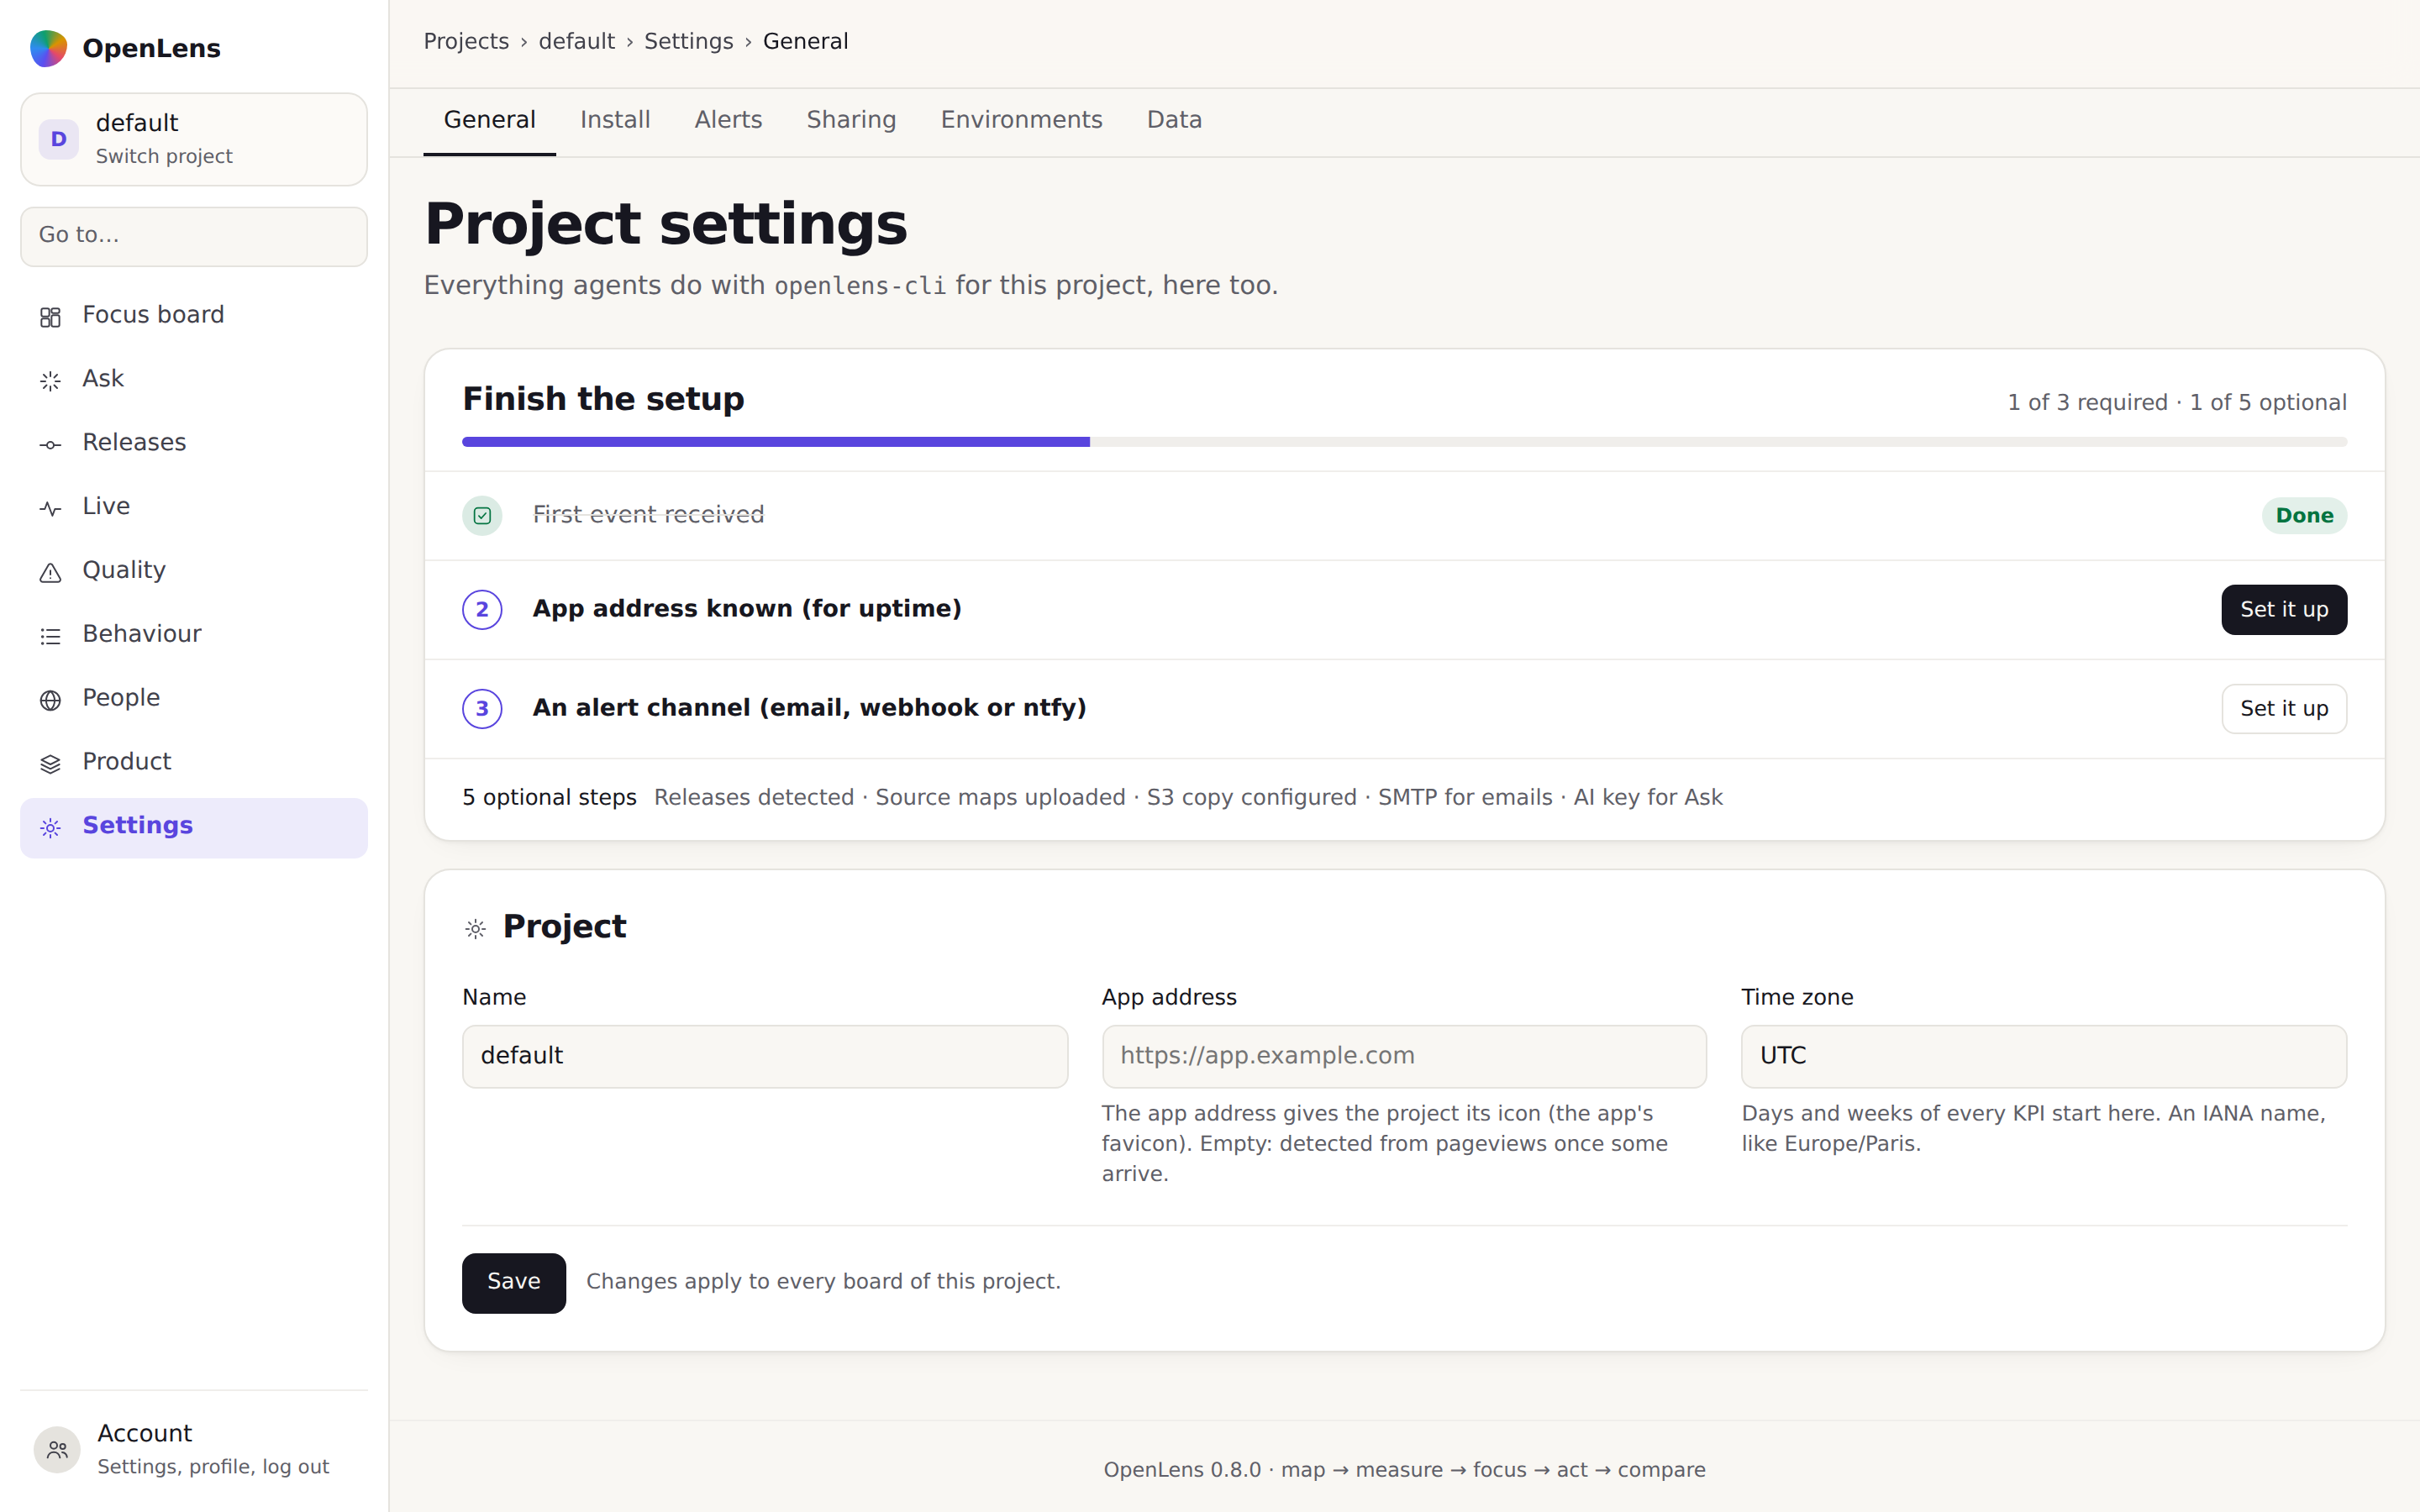 OpenLens
D
default
Switch project
Go to...
Focus board
Ask
Releases
Live
Quality
Behaviour
People
Product
Settings
Account
Settings, profile, log out
Projects › default › Settings › General
General Install Alerts Sharing Environments Data
Project settings
Everything agents do with openlens-cli for this project, here too.
Finish the setup
1 of 3 required · 1 of 5 optional
First event received
Done
2 App address known (for uptime)
Set it up
3 An alert channel (email, webhook or ntfy)
Set it up
5 optional steps Releases detected · Source maps uploaded · S3 copy configured · SMTP for emails · AI key for Ask
Project
Name
default
App address
https://app.example.com
The app address gives the project its icon (the app's
favicon). Empty: detected from pageviews once some
arrive.
Time zone
UTC
Days and weeks of every KPI start here. An IANA name,
like Europe/Paris.
Save
Changes apply to every board of this project.
OpenLens 0.8.0 · map → measure → focus → act → compare